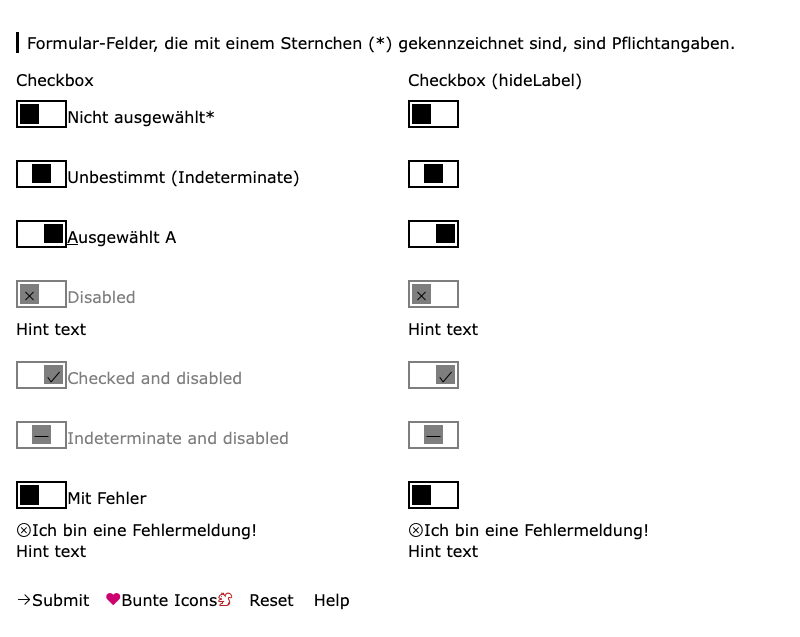 Formular-Felder, die mit einem Sternchen (*) gekennzeichnet sind, sind Pflichtangaben.
Checkbox
Nicht ausgewählt*
Unbestimmt (Indeterminate)
Ausgewählt A
Disabled
Hint text
Checked and disabled
Indeterminate and disabled
Mit Fehler
Ich bin eine Fehlermeldung!
Hint text
Checkbox (hideLabel)
Hint text
Ich bin eine Fehlermeldung!
Hint text
→Submit ♥Bunte Icons Reset Help